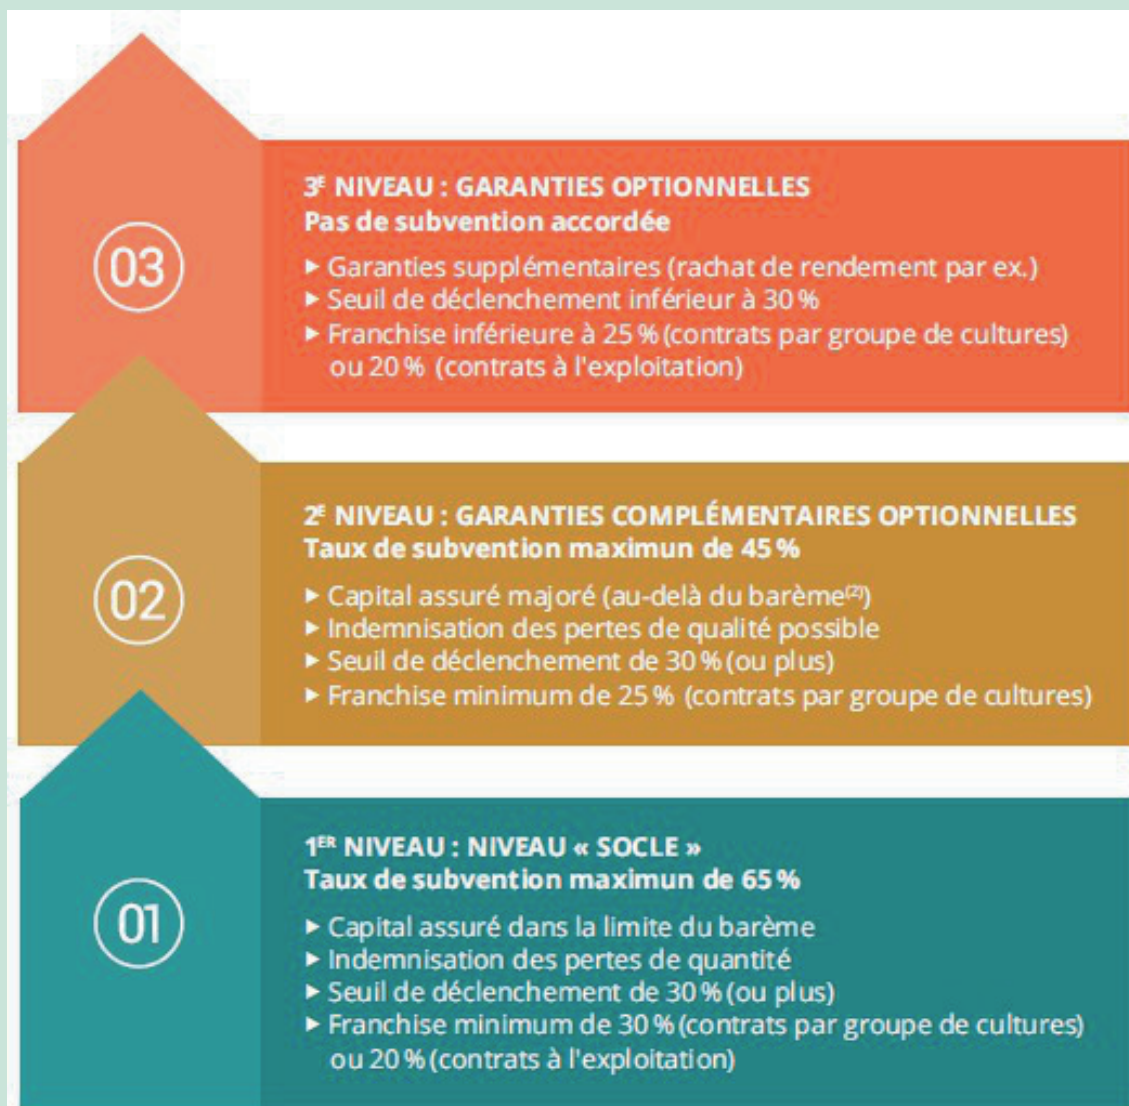 03
3E NIVEAU : GARANTIES OPTIONNELLES
Pas de subvention accordée
▶ Garanties supplémentaires (rachat de rendement par ex.)
▶ Seuil de déclenchement inférieur à 30 %
▶ Franchise inférieure à 25 % (contrats par groupe de cultures)
ou 20 % (contrats à l'exploitation)
02
2E NIVEAU : GARANTIES COMPLÉMENTAIRES OPTIONNELLES
Taux de subvention maximun de 45 %
▶ Capital assuré majoré (au-delà du barème(2))
▶ Indemnisation des pertes de qualité possible
▶ Seuil de déclenchement de 30 % (ou plus)
▶ Franchise minimum de 25 % (contrats par groupe de cultures)
01
1ER NIVEAU : NIVEAU « SOCLE »
Taux de subvention maximun de 65 %
▶ Capital assuré dans la limite du barème
▶ Indemnisation des pertes de quantité
▶ Seuil de déclenchement de 30 % (ou plus)
▶ Franchise minimum de 30 % (contrats par groupe de cultures)
ou 20 % (contrats à l'exploitation)